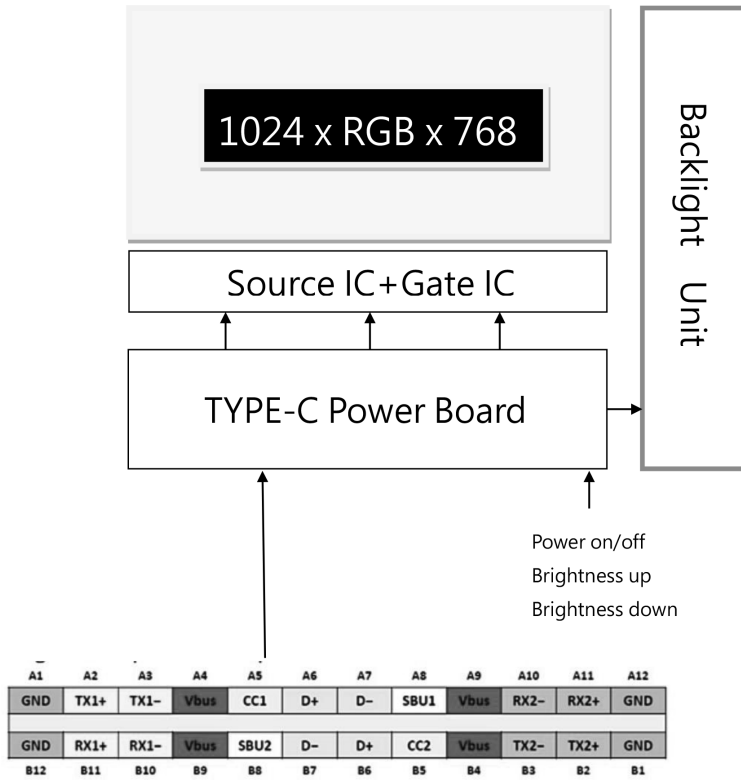 1024 x RGB x 768
Backlight Unit
Source IC+Gate IC
TYPE-C Power Board
Power on/off
Brightness up
Brightness down
A1 A2 A3 A4 A5 A6 A7 A8 A9 A10 A11 A12
GND TX1+ TX1− Vbus CC1 D+ D− SBU1 Vbus RX2− RX2+ GND
GND RX1+ RX1− Vbus SBU2 D− D+ CC2 Vbus TX2− TX2+ GND
B12 B11 B10 B9 B8 B7 B6 B5 B4 B3 B2 B1